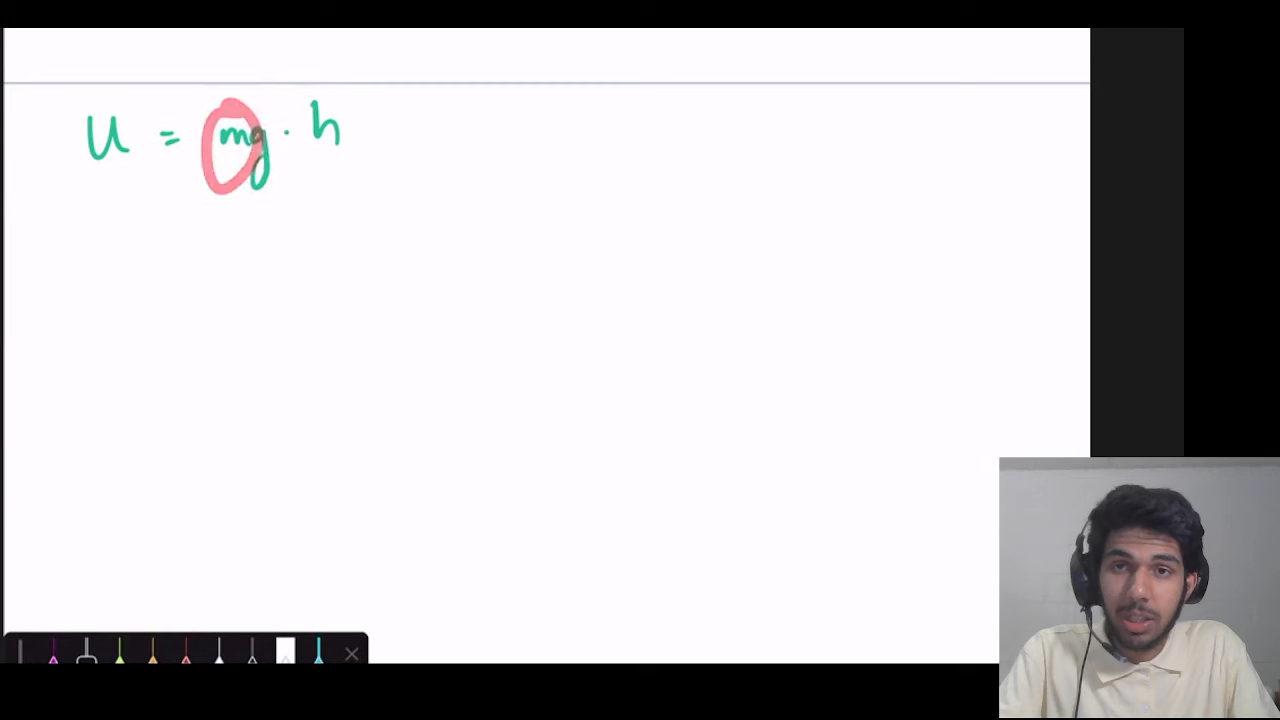 U = mg · h